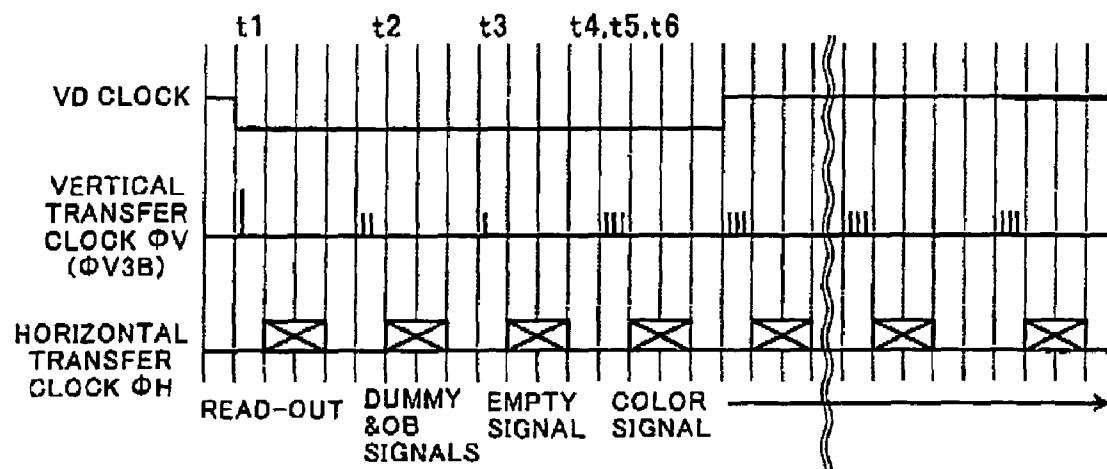 t1 t2 t3 t4,t5,t6
VD CLOCK
VERTICAL
TRANSFER
CLOCK ΦV
(ΦV3B)
HORIZONTAL
TRANSFER
CLOCK ΦH
READ-OUT
DUMMY
&OB
SIGNALS
EMPTY
SIGNAL
COLOR
SIGNAL